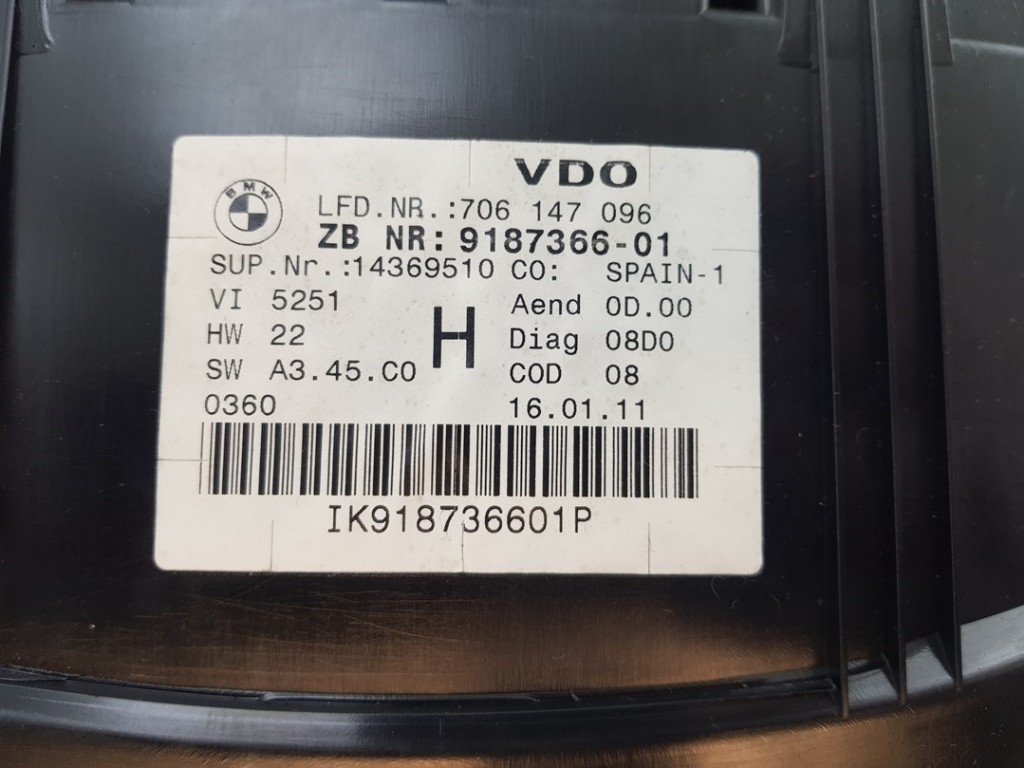 VDO
BMW
LFD.NR.:706 147 096
ZB NR: 9187366-01
SUP.Nr.:14369510 CO: SPAIN-1
VI 5251 Aend 0D.00
HW 22 H Diag 08D0
SW A3.45.C0 COD 08
0360 16.01.11
IK918736601P